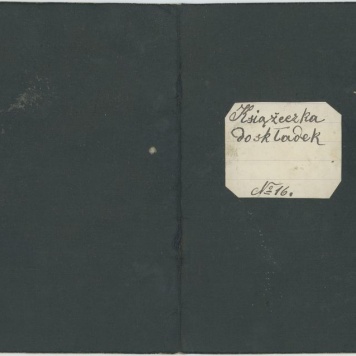 Książeczka
do składek
№ 16.